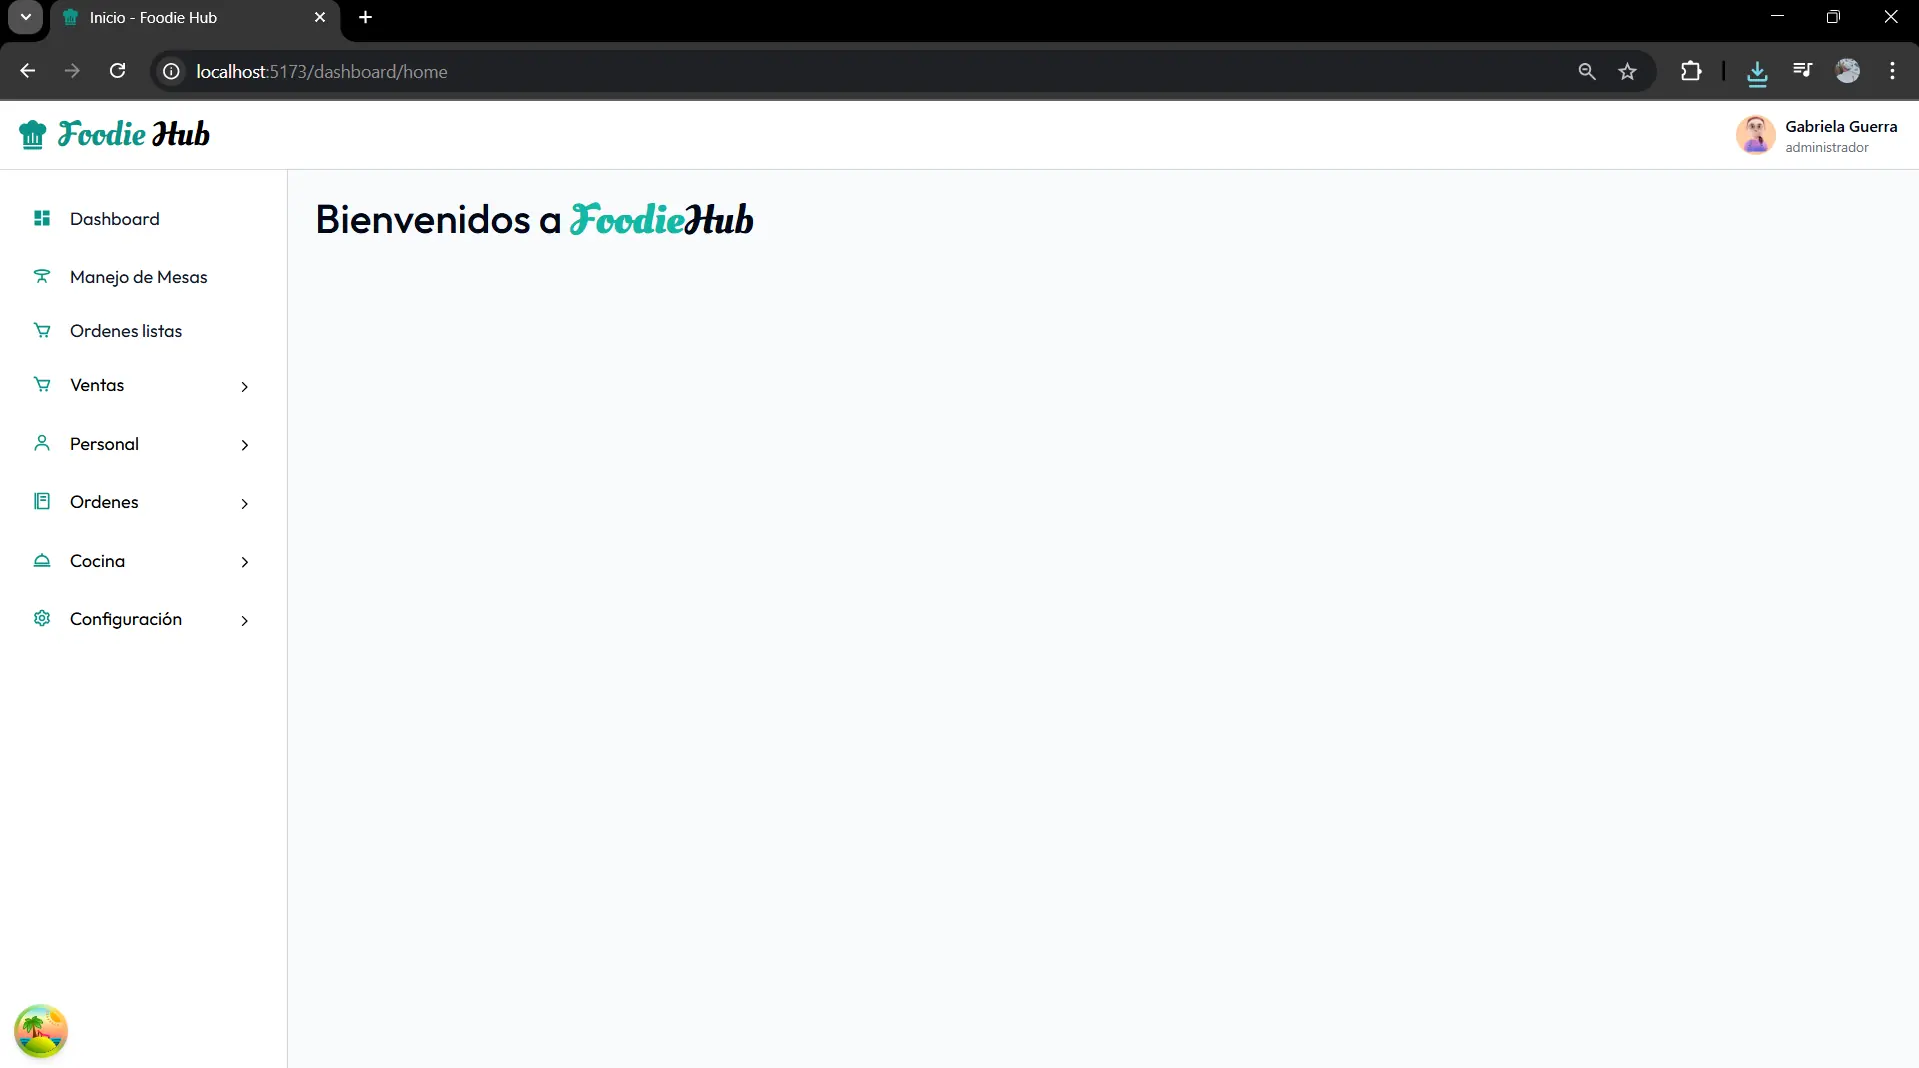 Inicio - Foodie Hub
localhost:5173/dashboard/home
Foodie Hub
Gabriela Guerra
administrador
Dashboard
Manejo de Mesas
Ordenes listas
Ventas
Personal
Ordenes
Cocina
Configuración
Bienvenidos a FoodieHub